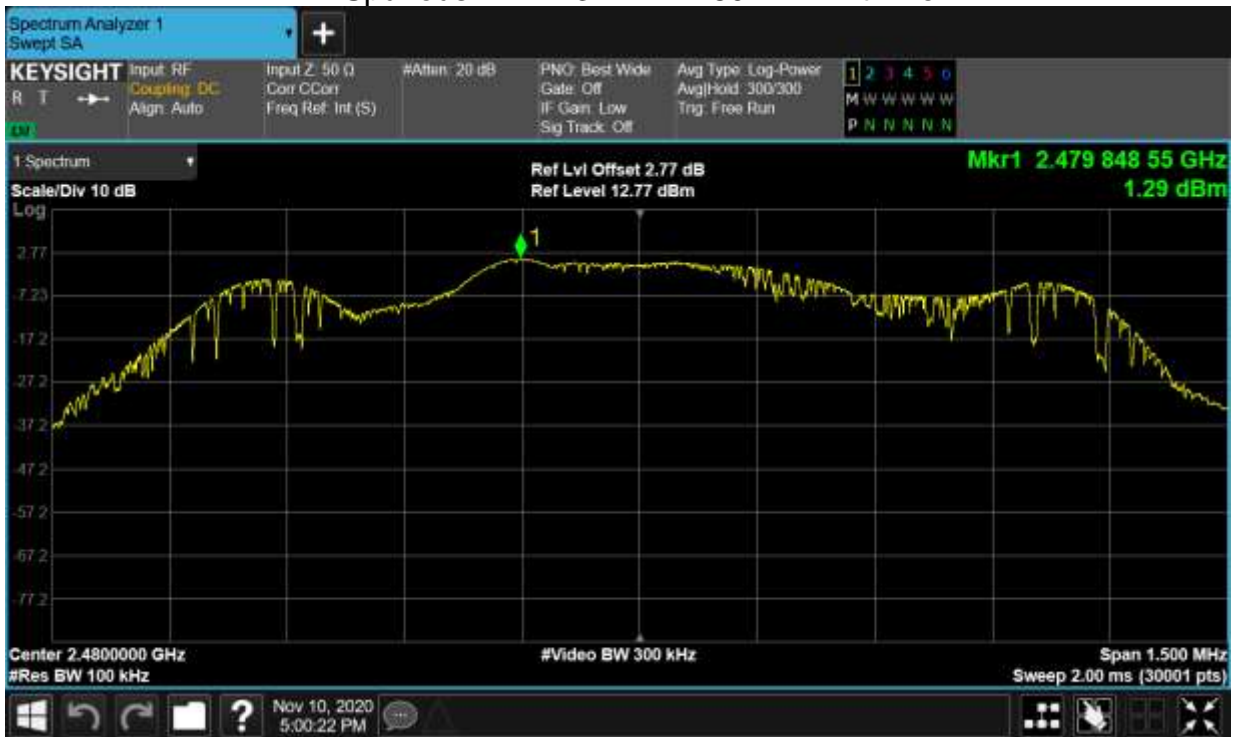 Spectrum Analyzer 1
Swept SA
+
KEYSIGHT
R T
Input: RF
Coupling: DC
Align: Auto
Input Z: 50 Ω
Corr CCorr
Freq Ref: Int (S)
#Atten: 20 dB
PNO: Best Wide
Gate: Off
IF Gain: Low
Sig Track: Off
Avg Type: Log-Power
Avg|Hold: 300/300
Trig: Free Run
1 2 3 4 5 6
M W W W W W
P N N N N N
1 Spectrum
Scale/Div 10 dB
Log
Ref Lvl Offset 2.77 dB
Ref Level 12.77 dBm
Mkr1 2.479 848 55 GHz
1.29 dBm
1
2.77
-7.23
-17.2
-27.2
-37.2
-47.2
-57.2
-67.2
-77.2
Center 2.4800000 GHz
#Res BW 100 kHz
#Video BW 300 kHz
Span 1.500 MHz
Sweep 2.00 ms (30001 pts)
?
Nov 10, 2020
5:00:22 PM